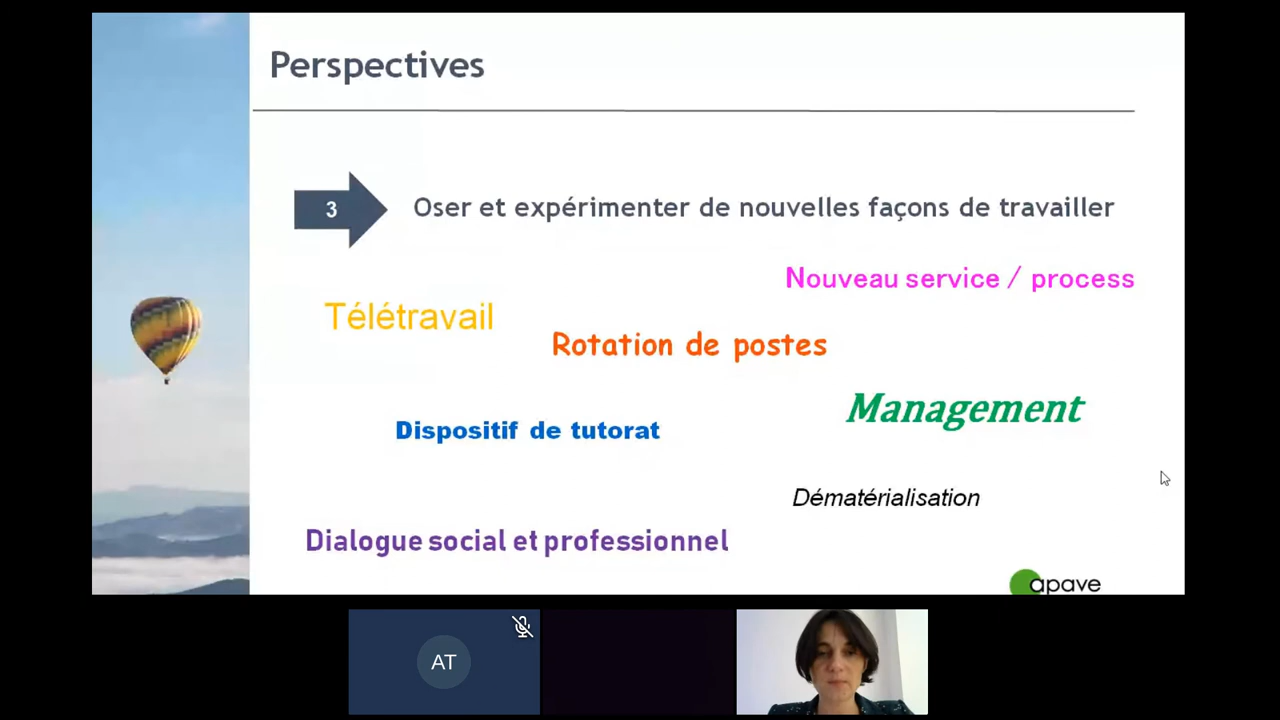 Perspectives
3
Oser et expérimenter de nouvelles façons de travailler
Nouveau service / process
Télétravail
Rotation de postes
Management
Dispositif de tutorat
Dématérialisation
Dialogue social et professionnel
apave
AT